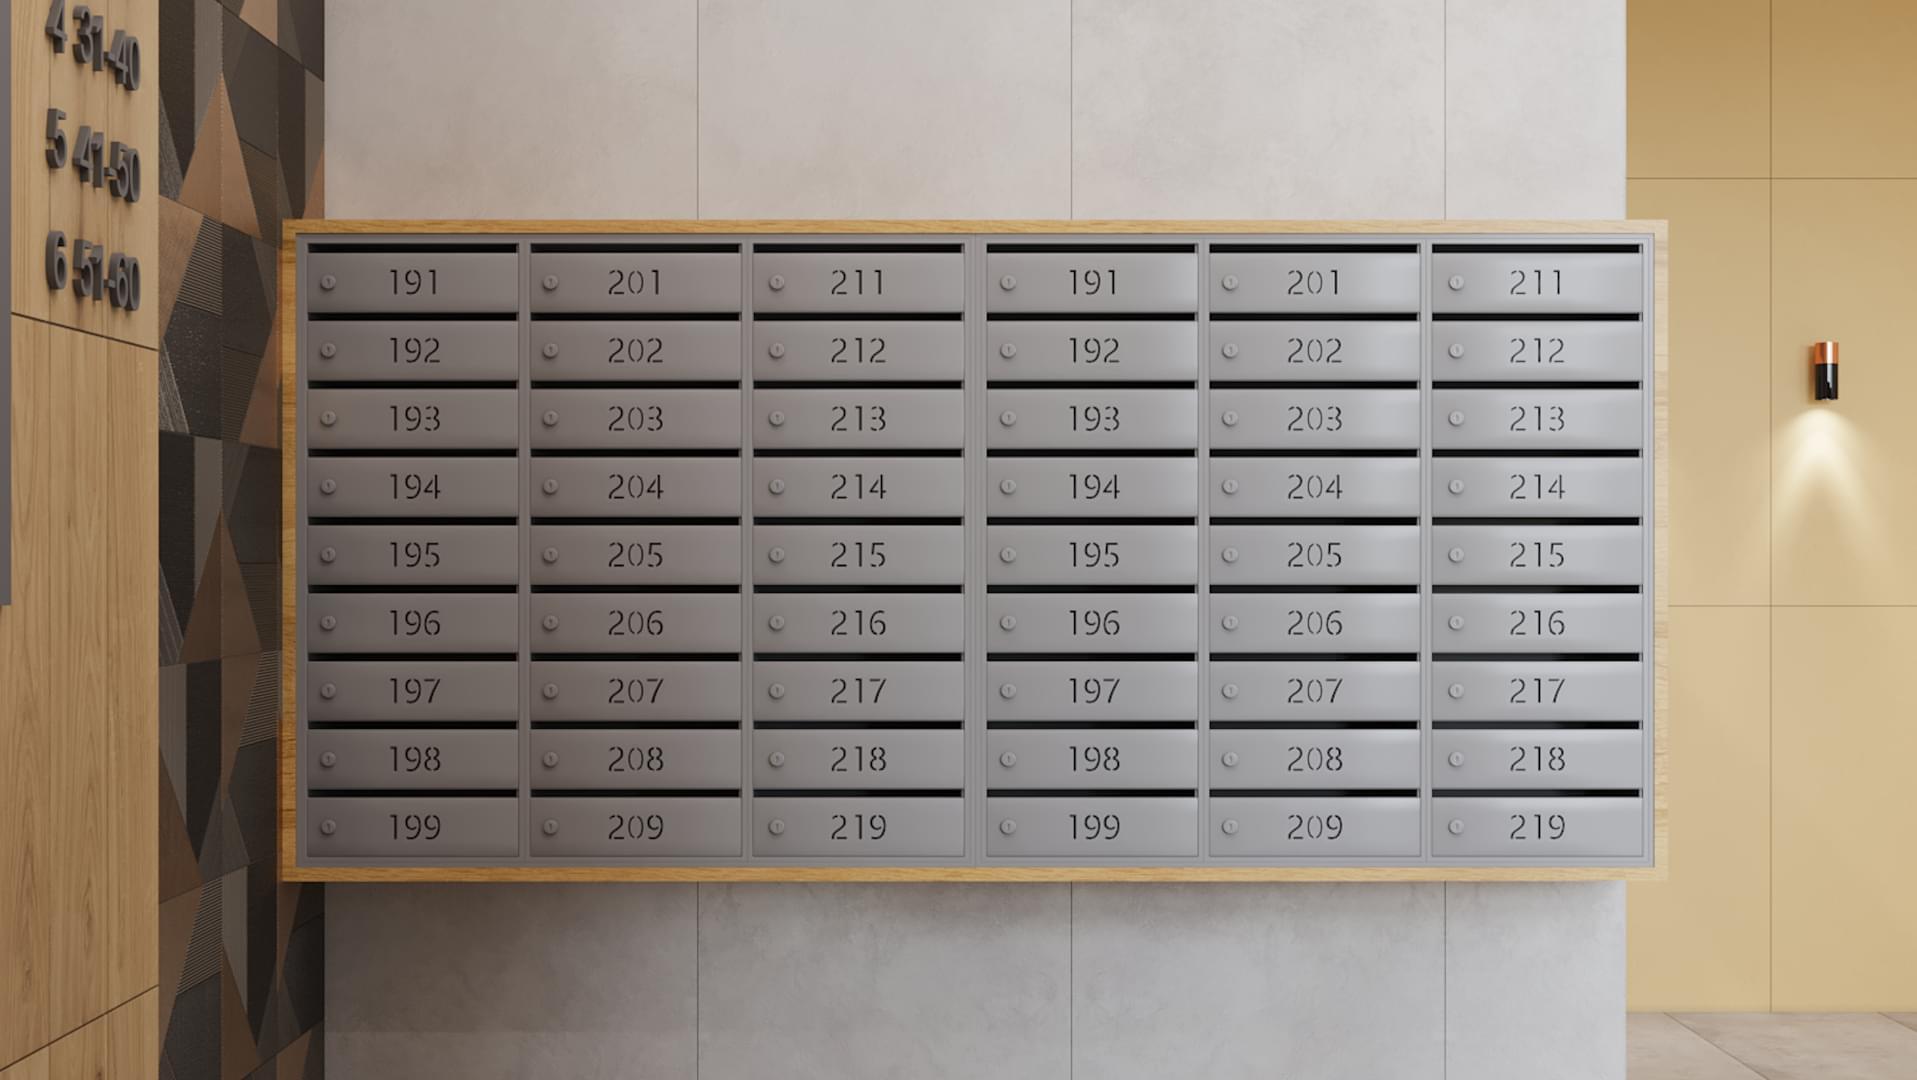 4 31-40
5 41-50
6 51-60
191 201 211 191 201 211
192 202 212 192 202 212
193 203 213 193 203 213
194 204 214 194 204 214
195 205 215 195 205 215
196 206 216 196 206 216
197 207 217 197 207 217
198 208 218 198 208 218
199 209 219 199 209 219